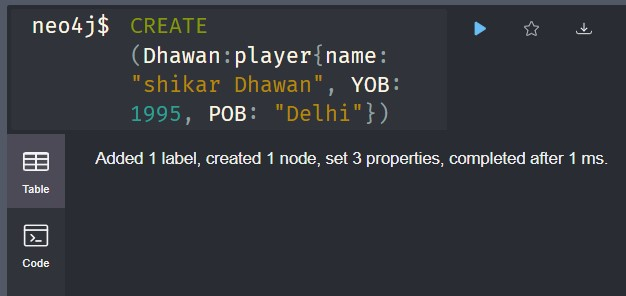 neo4j$ CREATE
(Dhawan:player{name:
"shikar Dhawan", YOB:
1995, POB: "Delhi"})
Added 1 label, created 1 node, set 3 properties, completed after 1 ms.
Table
Code